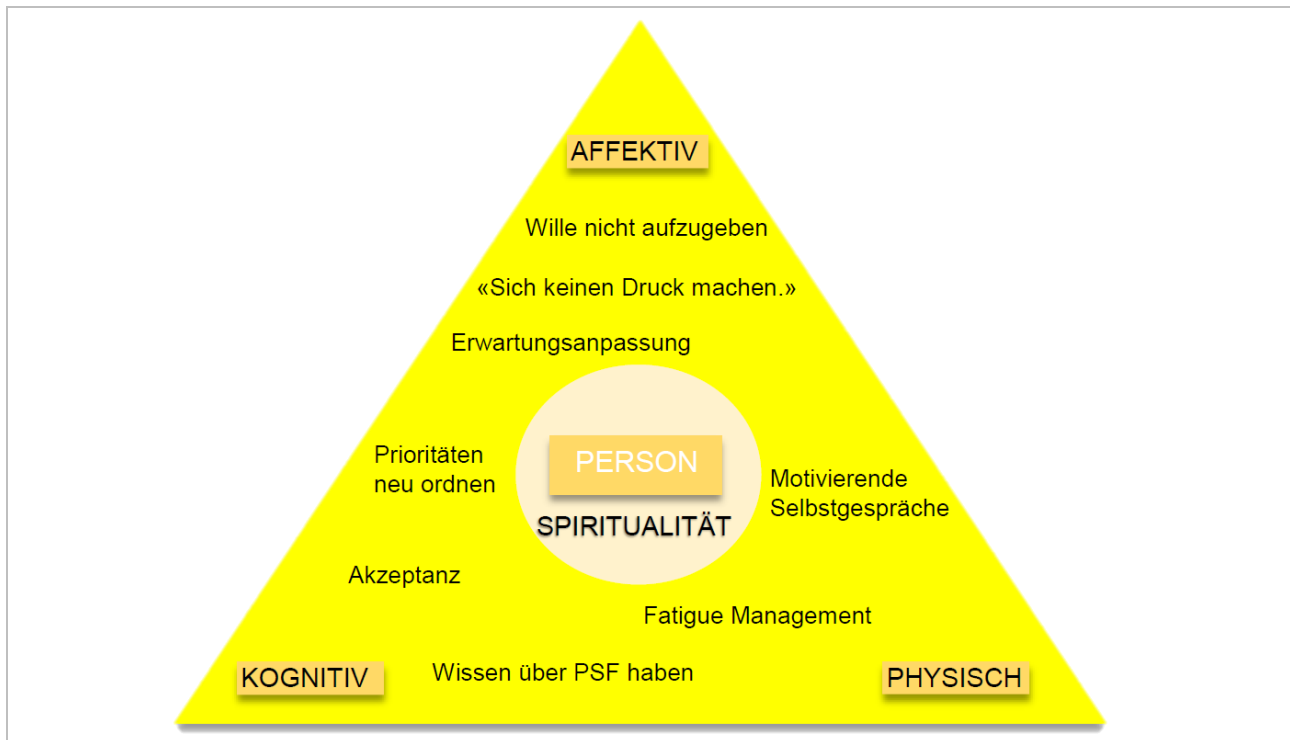 AFFEKTIV
Wille nicht aufzugeben
«Sich keinen Druck machen.»
Erwartungsanpassung
Prioritäten
neu ordnen
PERSON
SPIRITUALITÄT
Motivierende
Selbstgespräche
Akzeptanz
Fatigue Management
KOGNITIV
Wissen über PSF haben
PHYSISCH